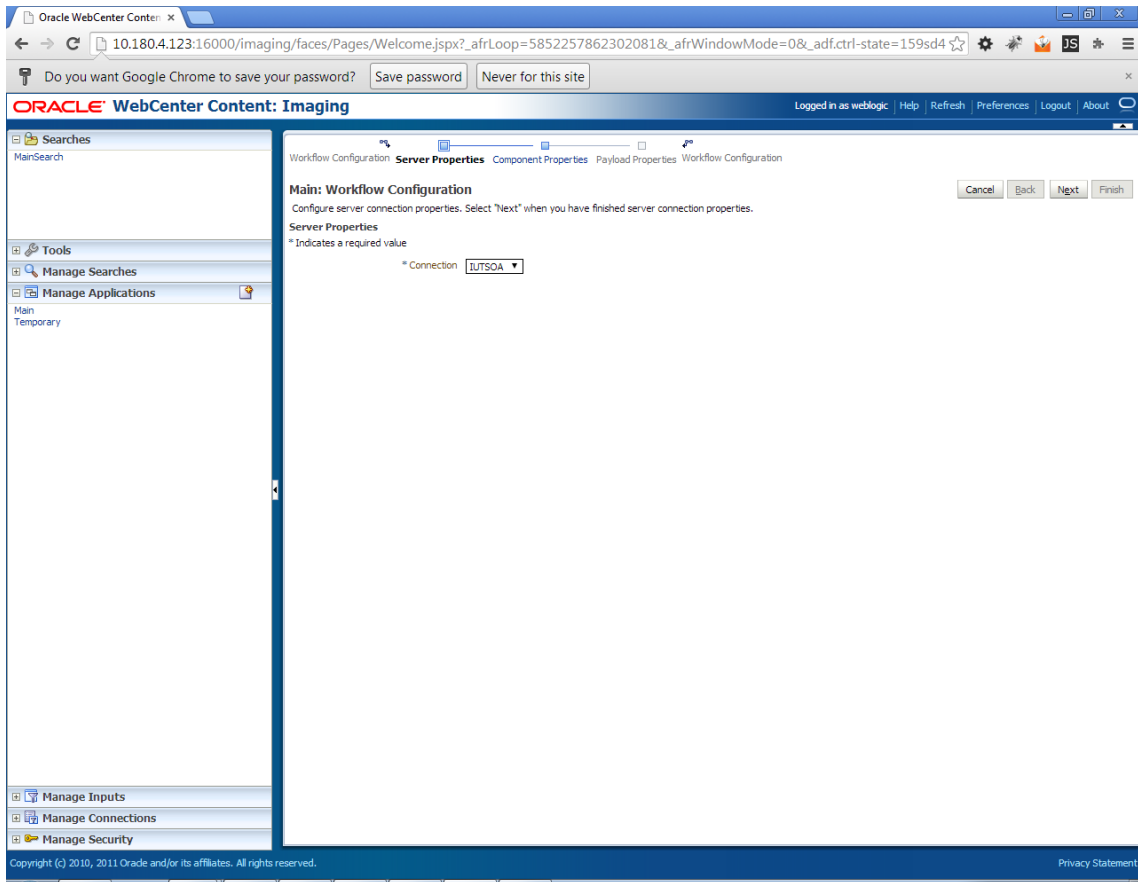 Oracle WebCenter Conten
10.180.4.123:16000/imaging/faces/Pages/Welcome.jspx?_afrLoop=5852257862302081&_afrWindowMode=0&_adf.ctrl-state=159sd4
JS
Do you want Google Chrome to save your password? Save password Never for this site
ORACLE WebCenter Content: Imaging
Logged in as weblogic | Help | Refresh | Preferences | Logout | About
Searches
MainSearch
Tools
Manage Searches
Manage Applications
Main
Temporary
Manage Inputs
Manage Connections
Manage Security
Workflow Configuration Server Properties Component Properties Payload Properties Workflow Configuration
Main: Workflow Configuration
Cancel Back Next Finish
Configure server connection properties. Select "Next" when you have finished server connection properties.
Server Properties
* Indicates a required value
* Connection IUTSOA
Copyright (c) 2010, 2011 Oracle and/or its affiliates. All rights reserved.
Privacy Statement